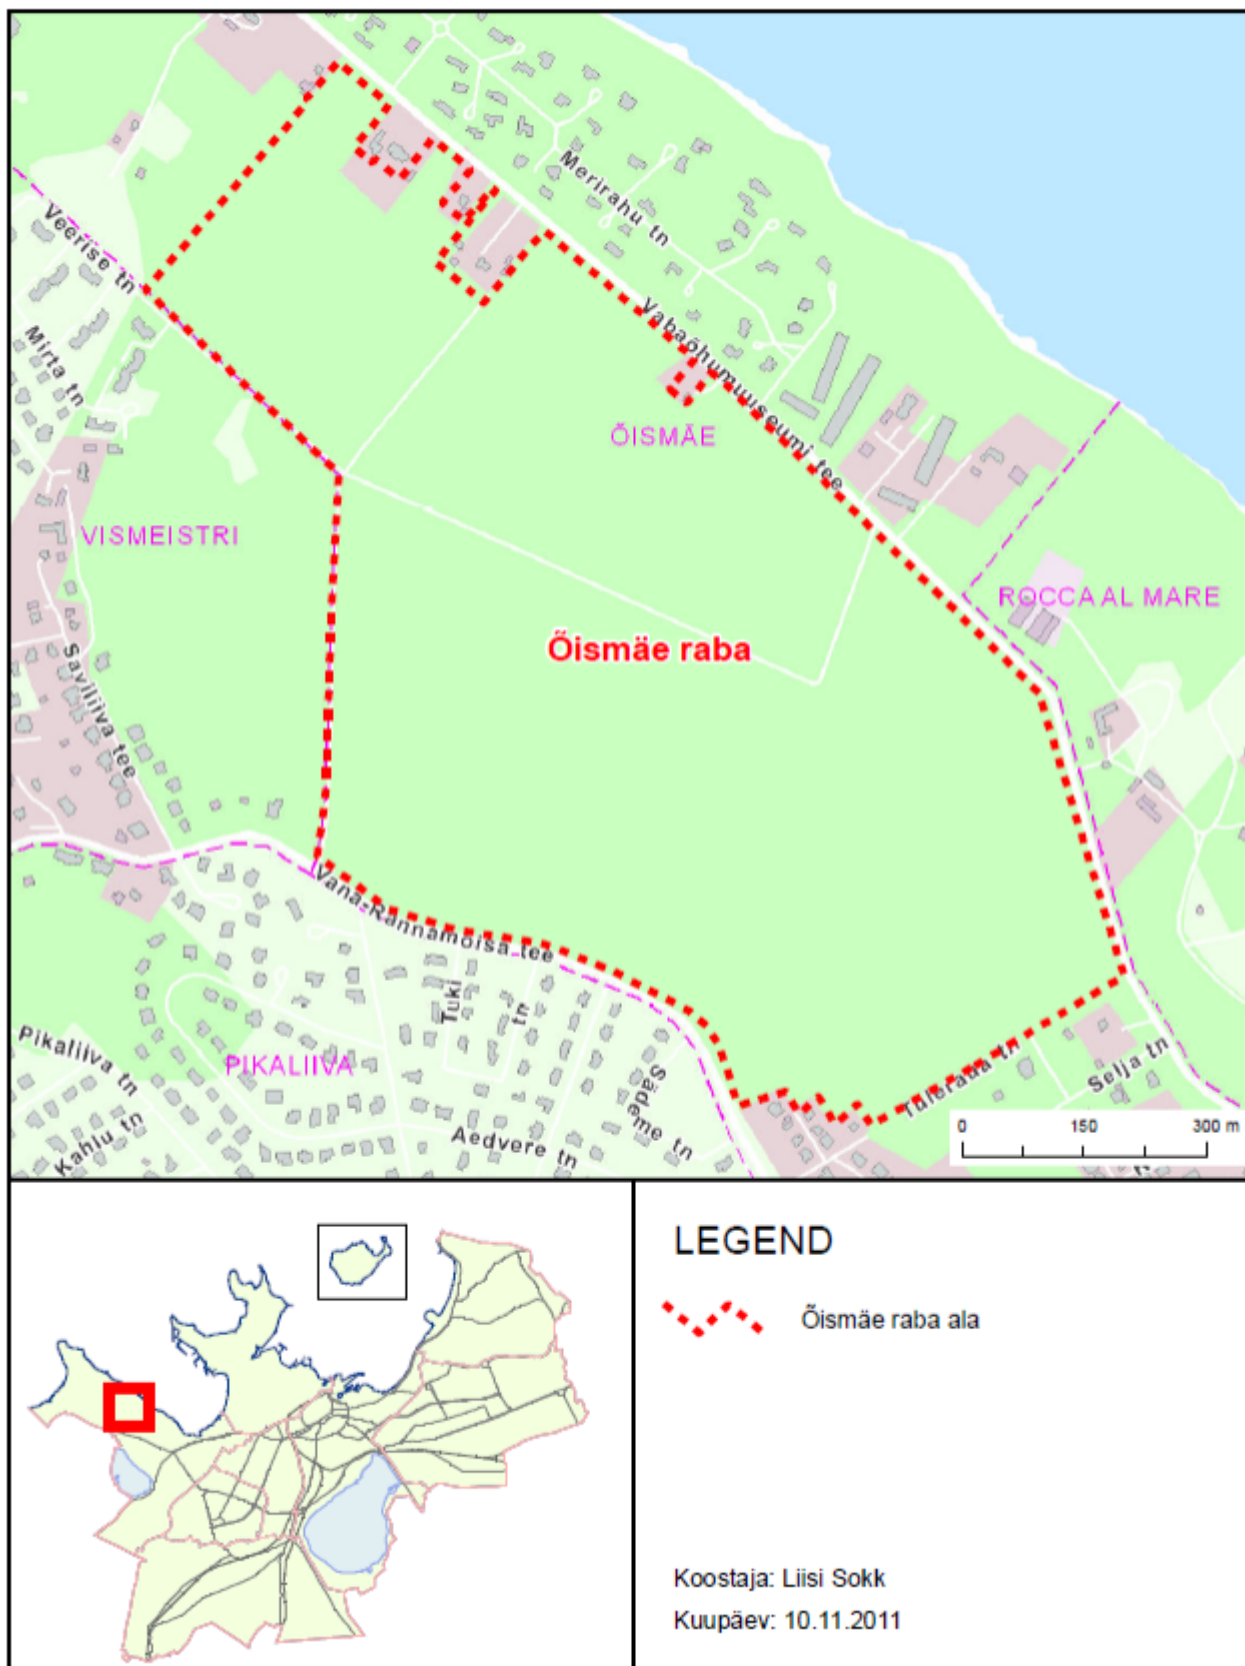 Merirahu tn
Veerise tn
Mirta tn
Vabaõhumuuseumi tee
ÕISMÄE
VISMEISTRI
ROCCA AL MARE
Õismäe raba
Saviliiva tee
Vana-Rannamõisa tee
Tuki
tn
Pikaliiva tn
PIKALIIVA
Sädeme tn
Tuleraua tn
Selja tn
Kahlu tn
Aedvere tn
0 150 300 m
LEGEND
Õismäe raba ala
Koostaja: Liisi Sokk
Kuupäev: 10.11.2011